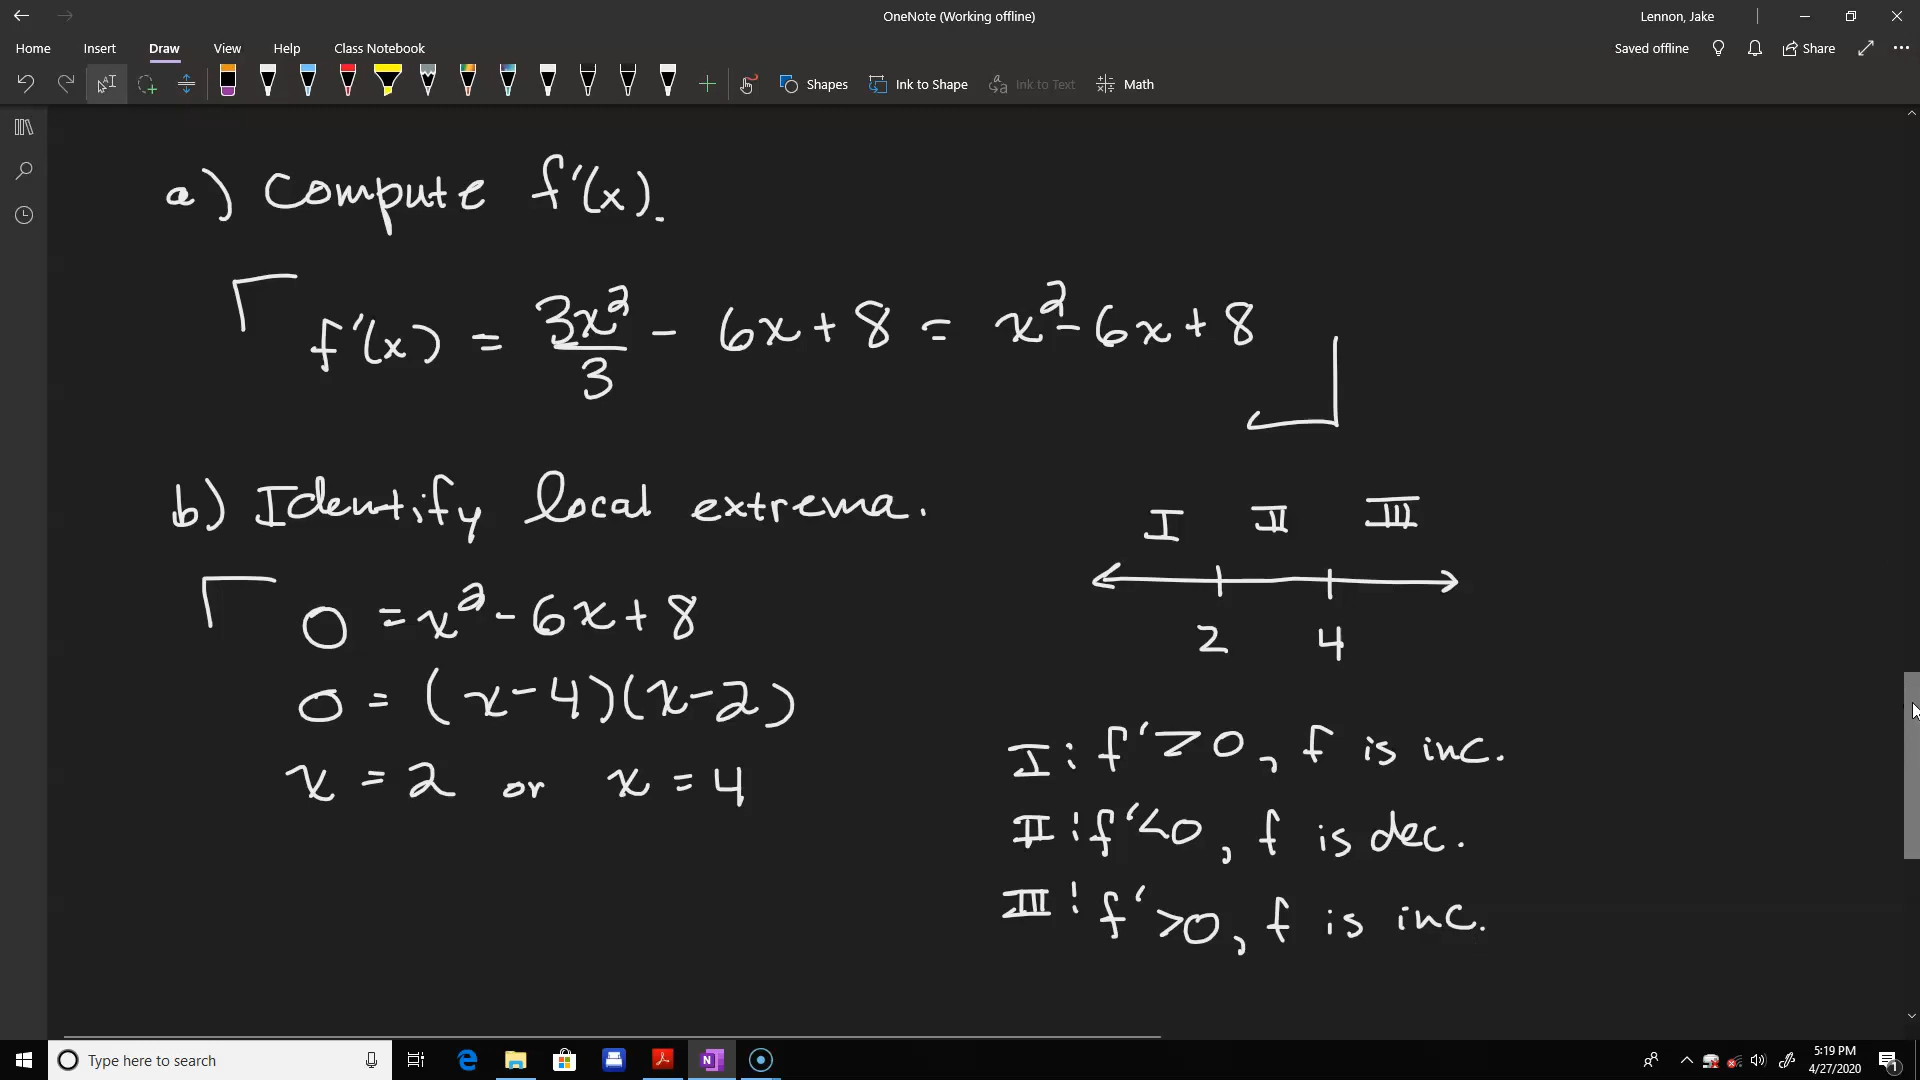 OneNote (Working offline)
Lennon, Jake
Home Insert Draw View Help Class Notebook
Saved offline Share
Shapes Ink to Shape Ink to Text Math
a) Compute f'(x).
f'(x) = 3x²/3 - 6x + 8 = x² - 6x + 8
b) Identify local extrema.
0 = x² - 6x + 8
0 = (x-4)(x-2)
x = 2 or x = 4
I II III
2 4
I: f' > 0, f is inc.
II: f' < 0, f is dec.
III: f' > 0, f is inc.
Type here to search
5:19 PM
4/27/2020
1